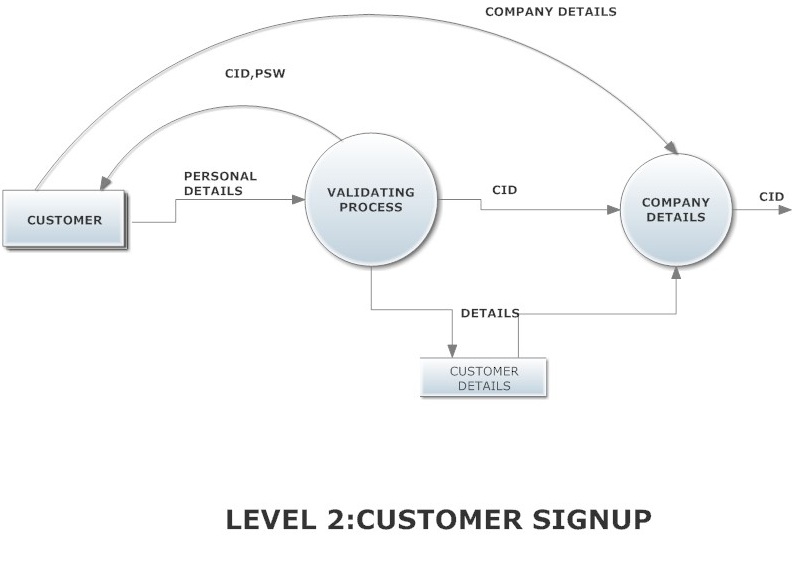 COMPANY DETAILS
CID,PSW
PERSONAL
DETAILS
CUSTOMER
VALIDATING
PROCESS
CID
COMPANY
DETAILS
CID
DETAILS
CUSTOMER
DETAILS
LEVEL 2:CUSTOMER SIGNUP